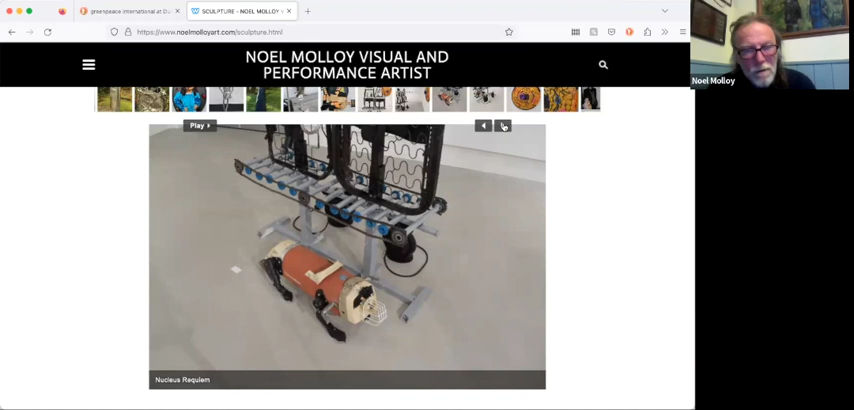 greenpeace international at Du
SCULPTURE - NOEL MOLLOY
https://www.noelmolloyart.com/sculpture.html
NOEL MOLLOY VISUAL AND
PERFORMANCE ARTIST
Noel Molloy
Play
Nucleus Requiem